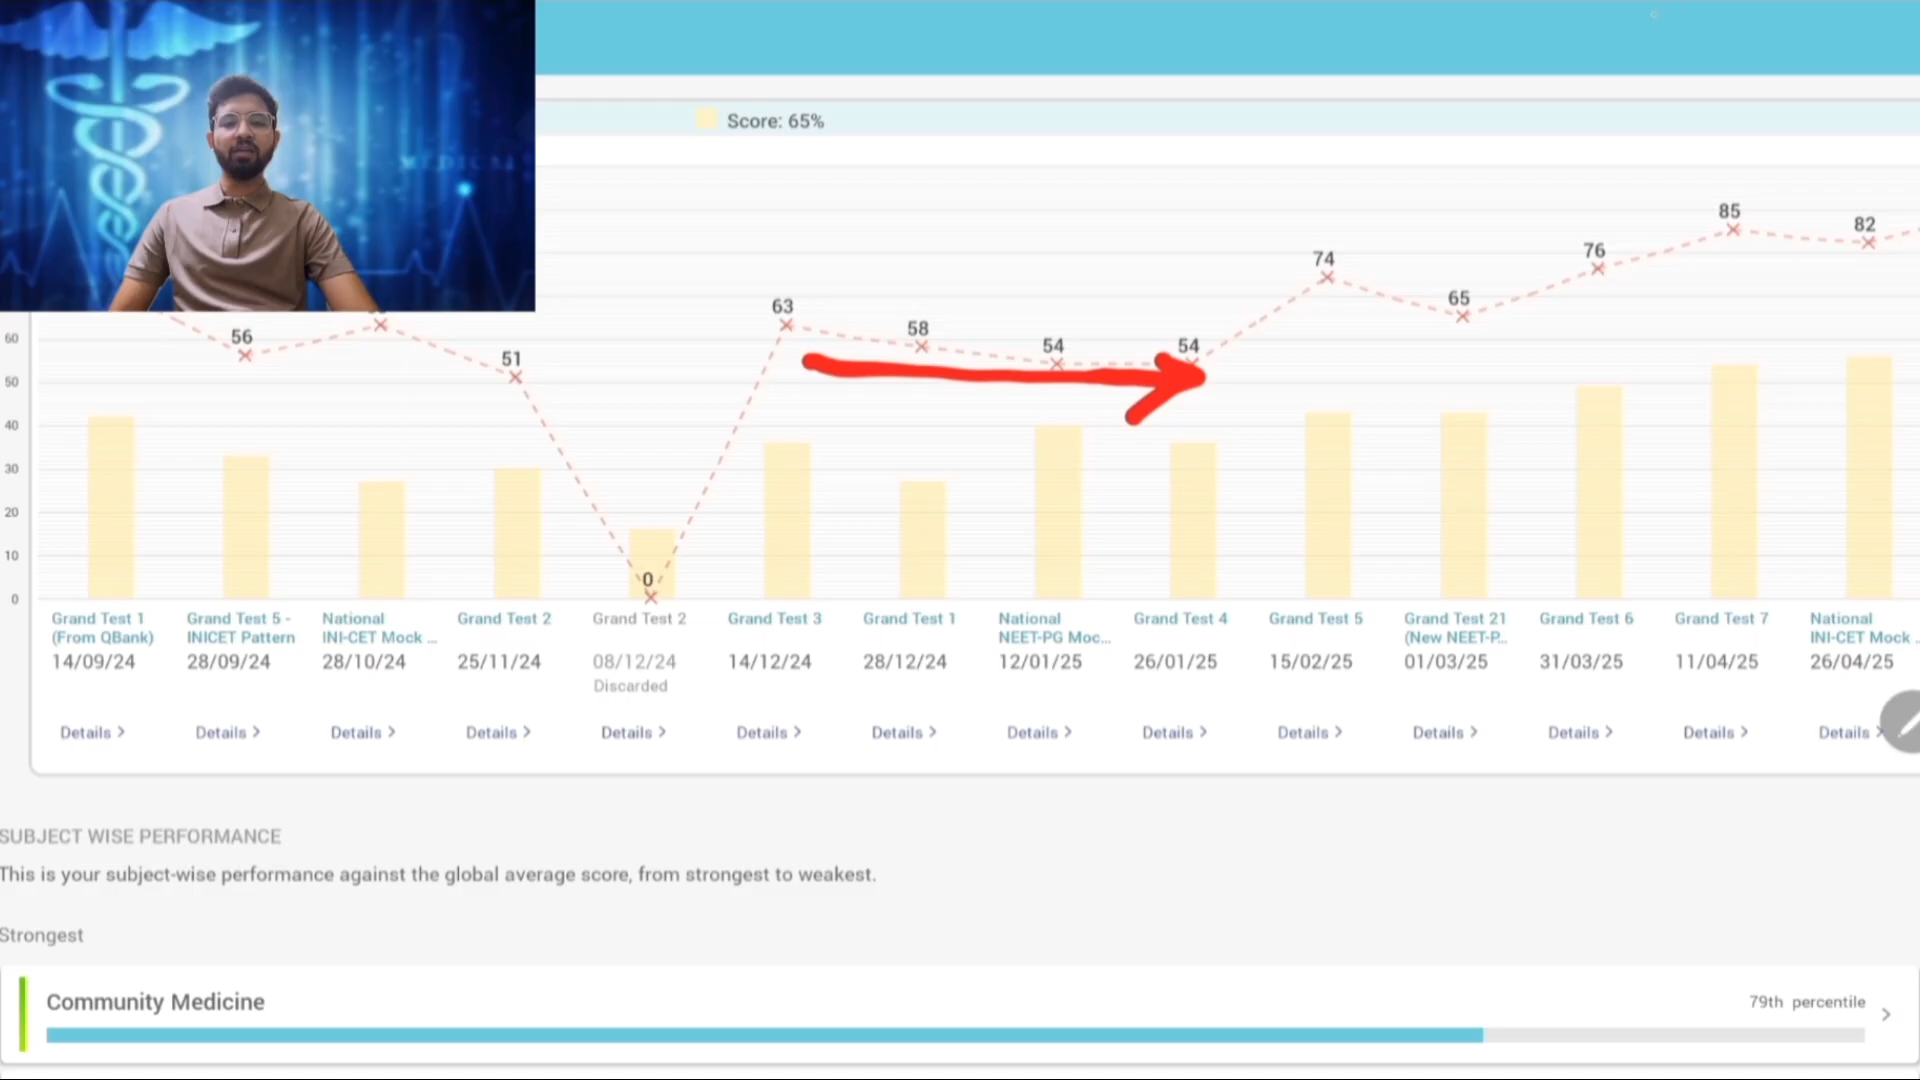 Score: 65%
85
82
76
74
65
63
58
54
54
56
51
0
60
50
40
30
20
10
0
Grand Test 1
(From QBank)
14/09/24
Details >
Grand Test 5 -
INICET Pattern
28/09/24
Details >
National
INI-CET Mock ...
28/10/24
Details >
Grand Test 2
25/11/24
Details >
Grand Test 2
08/12/24
Discarded
Details >
Grand Test 3
14/12/24
Details >
Grand Test 1
28/12/24
Details >
National
NEET-PG Moc...
12/01/25
Details >
Grand Test 4
26/01/25
Details >
Grand Test 5
15/02/25
Details >
Grand Test 21
(New NEET-P...
01/03/25
Details >
Grand Test 6
31/03/25
Details >
Grand Test 7
11/04/25
Details >
National
INI-CET Mock ..
26/04/25
Details >
SUBJECT WISE PERFORMANCE
This is your subject-wise performance against the global average score, from strongest to weakest.
Strongest
Community Medicine
79th percentile >